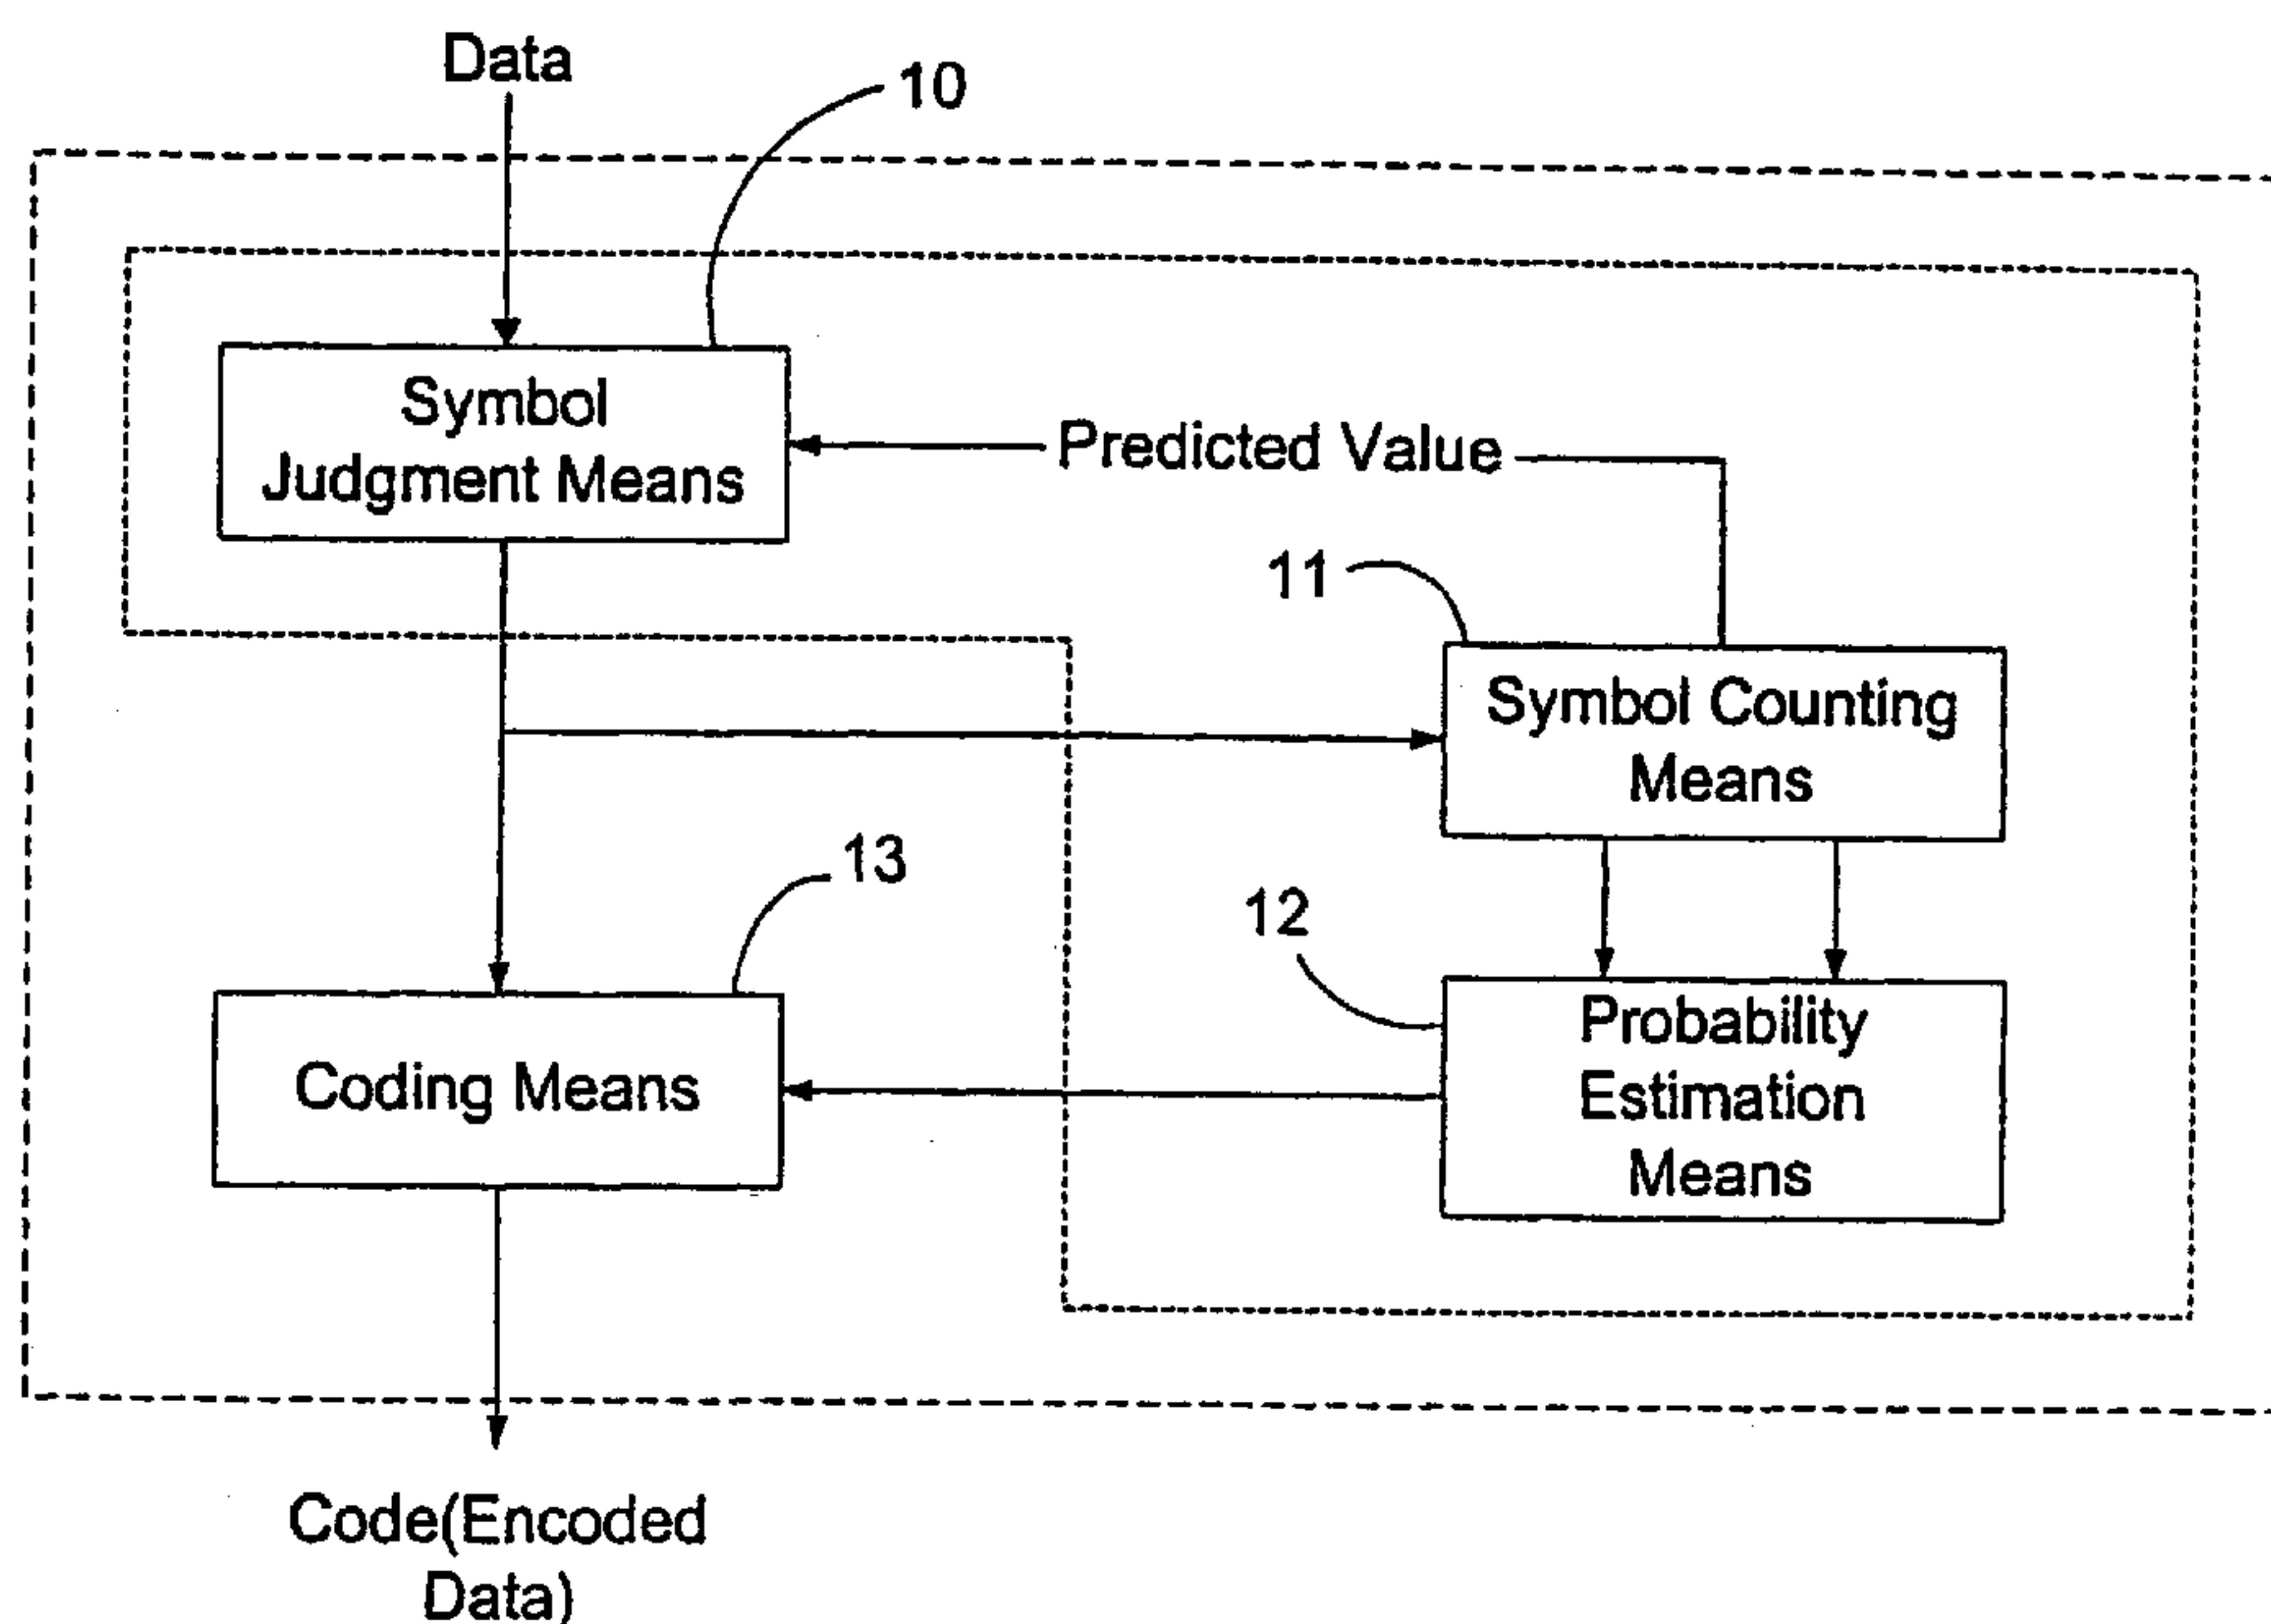 Data
10
Symbol
Judgment Means
Predicted Value
11
Symbol Counting
Means
13
12
Probability
Estimation
Means
Coding Means
Code(Encoded
Data)